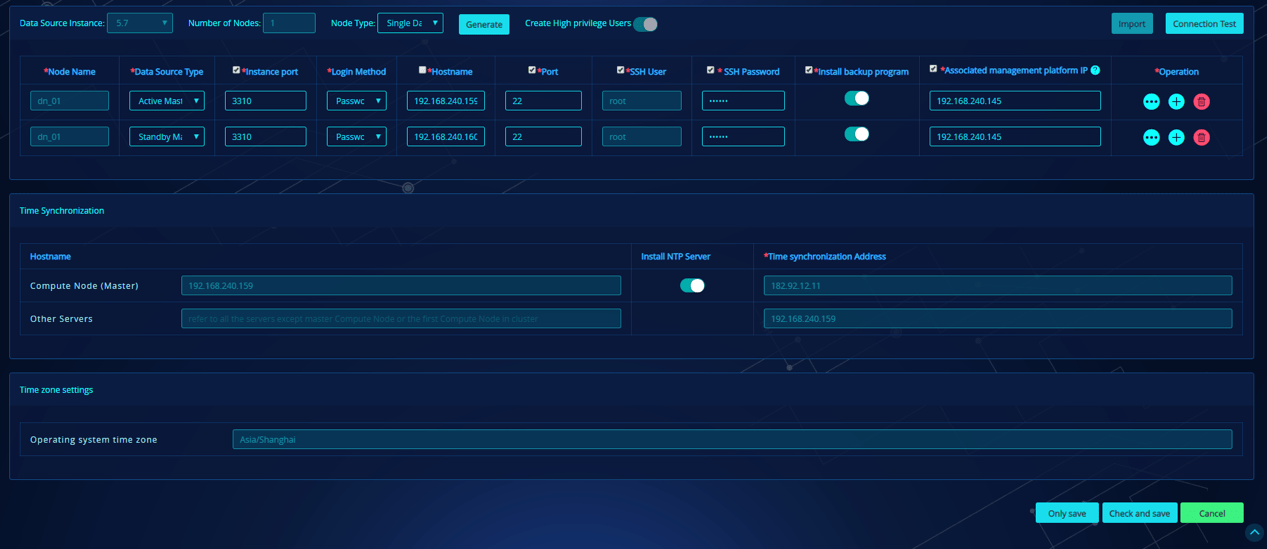 Data Source Instance: 5.7 Number of Nodes: 1 Node Type: Single Da Generate Create High privilege Users Import Connection Test
*Node Name *Data Source Type *Instance port *Login Method *Hostname *Port *SSH User * SSH Password *Install backup program *Associated management platform IP ? *Operation
dn_01 Active Mast 3310 Passwc 192.168.240.159 22 root •••••• 192.168.240.145
dn_01 Standby Ma 3310 Passwc 192.168.240.160 22 root •••••• 192.168.240.145
Time Synchronization
Hostname Install NTP Server *Time synchronization Address
Compute Node (Master) 192.168.240.159 182.92.12.11
Other Servers refer to all the servers except master Compute Node,or the first Compute Node in cluster 192.168.240.159
Time zone settings
Operating system time zone Asia/Shanghai
Only save Check and save Cancel